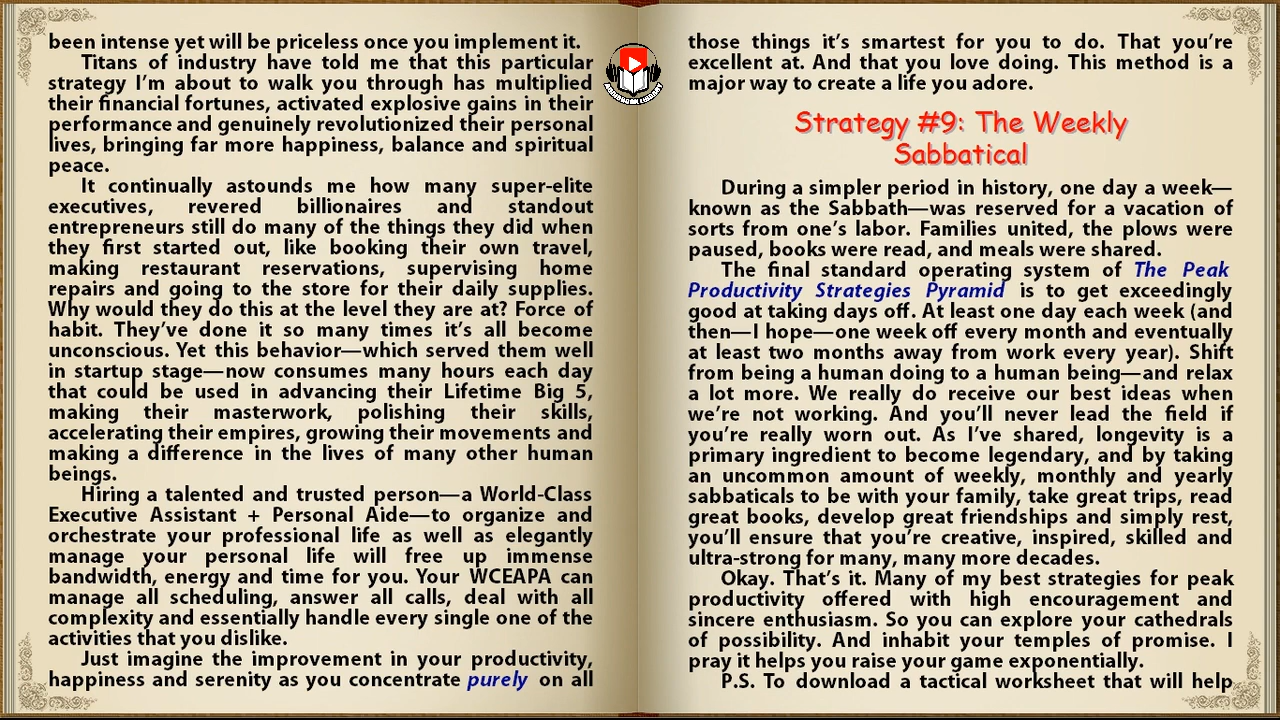 been intense yet will be priceless once you implement it.
Titans of industry have told me that this particular
strategy I'm about to walk you through has multiplied
their financial fortunes, activated explosive gains in their
performance and genuinely revolutionized their personal
lives, bringing far more happiness, balance and spiritual
peace.
It continually astounds me how many super-elite
executives, revered billionaires and standout
entrepreneurs still do many of the things they did when
they first started out, like booking their own travel,
making restaurant reservations, supervising home
repairs and going to the store for their daily supplies.
Why would they do this at the level they are at? Force of
habit. They've done it so many times it's all become
unconscious. Yet this behavior—which served them well
in startup stage—now consumes many hours each day
that could be used in advancing their Lifetime Big 5,
making their masterwork, polishing their skills,
accelerating their empires, growing their movements and
making a difference in the lives of many other human
beings.
Hiring a talented and trusted person—a World-Class
Executive Assistant + Personal Aide—to organize and
orchestrate your professional life as well as elegantly
manage your personal life will free up immense
bandwidth, energy and time for you. Your WCEAPA can
manage all scheduling, answer all calls, deal with all
complexity and essentially handle every single one of the
activities that you dislike.
Just imagine the improvement in your productivity,
happiness and serenity as you concentrate purely on all
those things it's smartest for you to do. That you're
excellent at. And that you love doing. This method is a
major way to create a life you adore.
Strategy #9: The Weekly
Sabbatical
During a simpler period in history, one day a week—
known as the Sabbath—was reserved for a vacation of
sorts from one's labor. Families united, the plows were
paused, books were read, and meals were shared.
The final standard operating system of The Peak
Productivity Strategies Pyramid is to get exceedingly
good at taking days off. At least one day each week (and
then—I hope—one week off every month and eventually
at least two months away from work every year). Shift
from being a human doing to a human being—and relax
a lot more. We really do receive our best ideas when
we're not working. And you'll never lead the field if
you're really worn out. As I've shared, longevity is a
primary ingredient to become legendary, and by taking
an uncommon amount of weekly, monthly and yearly
sabbaticals to be with your family, take great trips, read
great books, develop great friendships and simply rest,
you'll ensure that you're creative, inspired, skilled and
ultra-strong for many, many more decades.
Okay. That's it. Many of my best strategies for peak
productivity offered with high encouragement and
sincere enthusiasm. So you can explore your cathedrals
of possibility. And inhabit your temples of promise. I
pray it helps you raise your game exponentially.
P.S. To download a tactical worksheet that will help